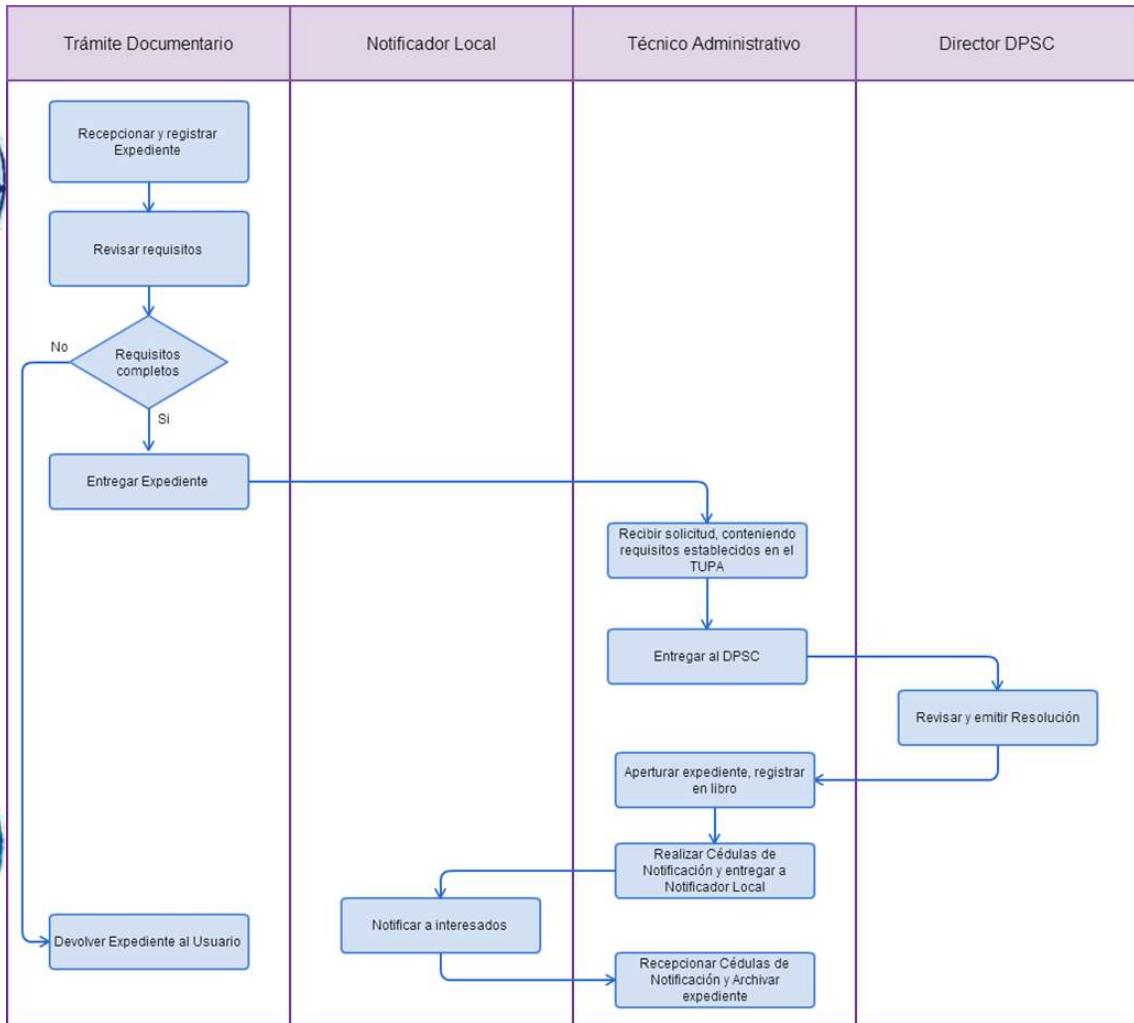 Trámite Documentario
Notificador Local
Técnico Administrativo
Director DPSC
Recepcionar y registrar
Expediente
Revisar requisitos
No
Requisitos
completos
Si
Entregar Expediente
Recibir solicitud, conteniendo
requisitos establecidos en el
TUPA
Entregar al DPSC
Revisar y emitir Resolución
Aperturar expediente, registrar
en libro
Realizar Cédulas de
Notificación y entregar a
Notificador Local
Notificar a interesados
Devolver Expediente al Usuario
Recepcionar Cédulas de
Notificación y Archivar
expediente